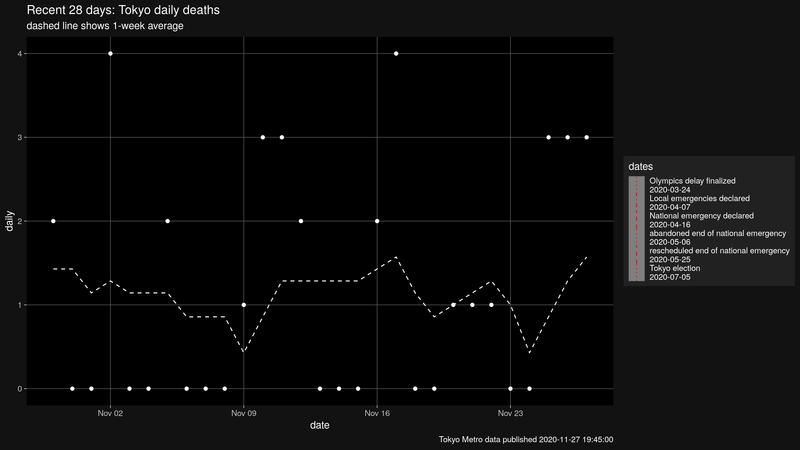 Recent 28 days: Tokyo daily deaths
dashed line shows 1-week average
daily
4
3
2
1
0
Nov 02
Nov 09
Nov 16
Nov 23
date
Tokyo Metro data published 2020-11-27 19:45:00
dates
Olympics delay finalized
2020-03-24
Local emergencies declared
2020-04-07
National emergency declared
2020-04-16
abandoned end of national emergency
2020-05-06
rescheduled end of national emergency
2020-05-25
Tokyo election
2020-07-05